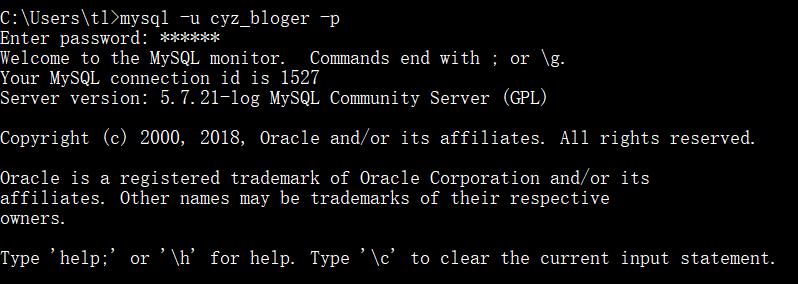 C:\Users\tl>mysql -u cyz_bloger -p
Enter password: ******
Welcome to the MySQL monitor.  Commands end with ; or \g.
Your MySQL connection id is 1527
Server version: 5.7.21-log MySQL Community Server (GPL)
Copyright (c) 2000, 2018, Oracle and/or its affiliates. All rights reserved.
Oracle is a registered trademark of Oracle Corporation and/or its
affiliates. Other names may be trademarks of their respective
owners.
Type 'help;' or '\h' for help. Type '\c' to clear the current input statement.